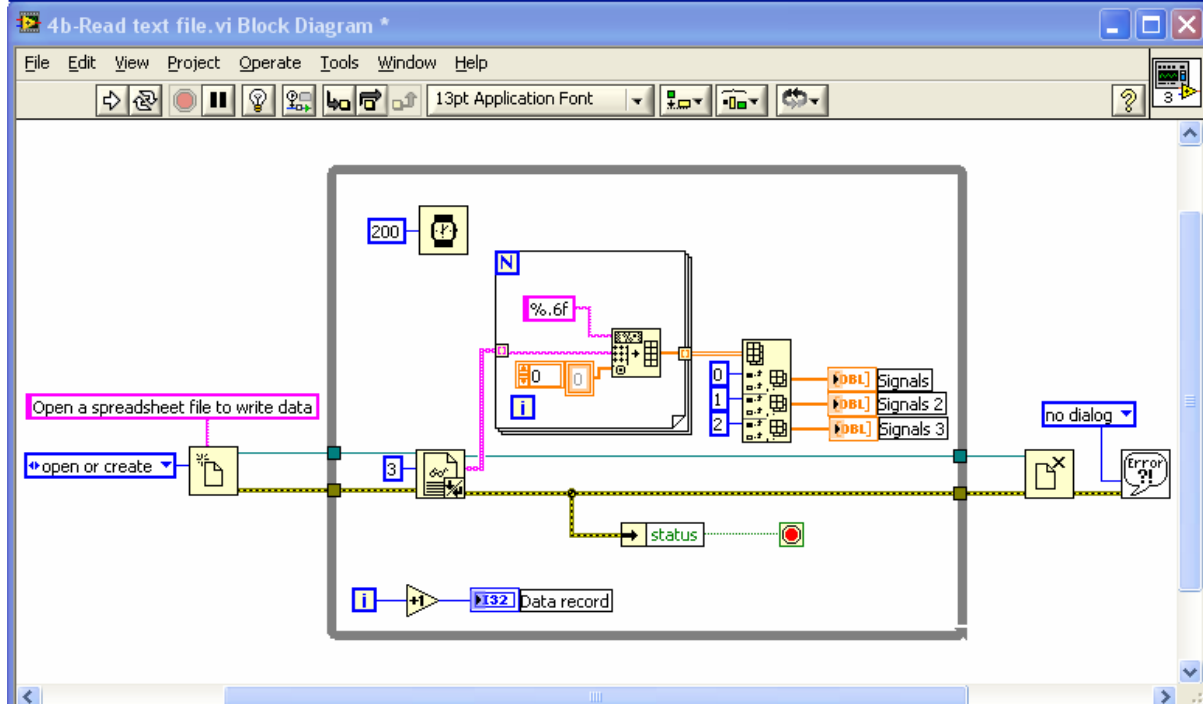 4b-Read text file.vi Block Diagram *
File Edit View Project Operate Tools Window Help
13pt Application Font
?
3
200
N
%.6f
0
0
i
0
1
2
DBL
Signals
DBL
Signals 2
DBL
Signals 3
Open a spreadsheet file to write data
no dialog
open or create
3
Error
?!
status
i
+1
I32
Data record